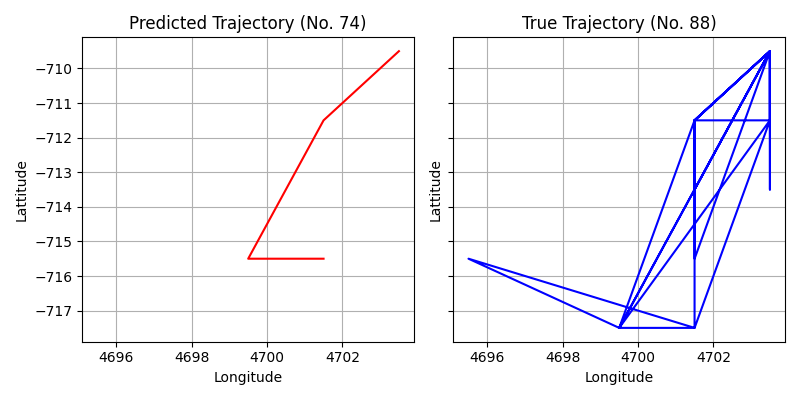 Predicted Trajectory (No. 74)
Lattitude
−710
−711
−712
−713
−714
−715
−716
−717
4696 4698 4700 4702
Longitude
True Trajectory (No. 88)
Lattitude
4696 4698 4700 4702
Longitude